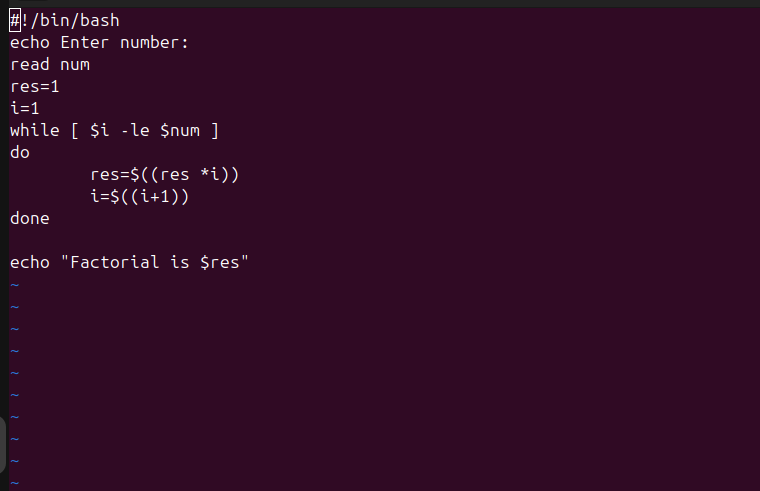 #!/bin/bash
echo Enter number:
read num
res=1
i=1
while [ $i -le $num ]
do
        res=$((res *i))
        i=$((i+1))
done

echo "Factorial is $res"
~
~
~
~
~
~
~
~
~
~